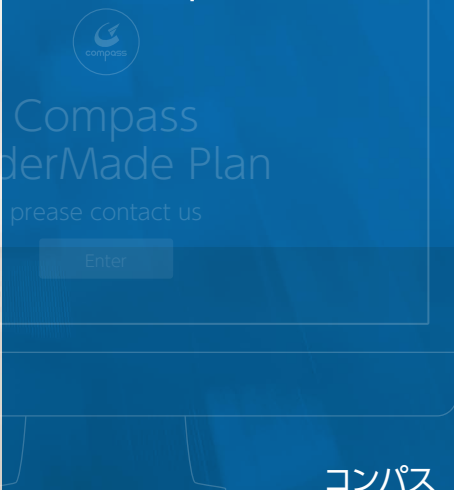 compass
Compass
derMade Plan
prease contact us
Enter
コンパス